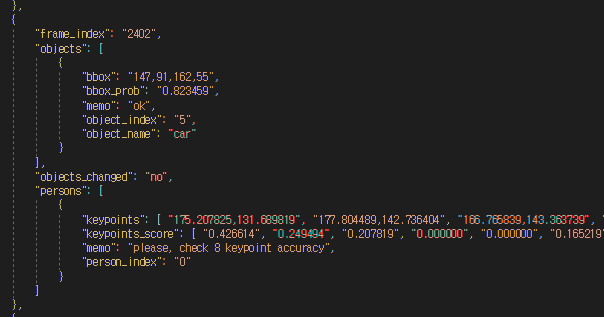 },
{
"frame_index": "2402",
"objects": [
{
"bbox": "147,91,162,55",
"bbox_prob": "0.823459",
"memo": "ok",
"object_index": "5",
"object_name": "car"
}
],
"objects_changed": "no",
"persons": [
{
"keypoints": [ "175.207825,131.689819", "177.804489,142.736404", "166.765839,143.363739", "
"keypoints_score": [ "0.426614", "0.249494", "0.207819", "0.000000", "0.000000", "0.165219"
"memo": "please, check 8 keypoint accuracy",
"person_index": "0"
}
]
},